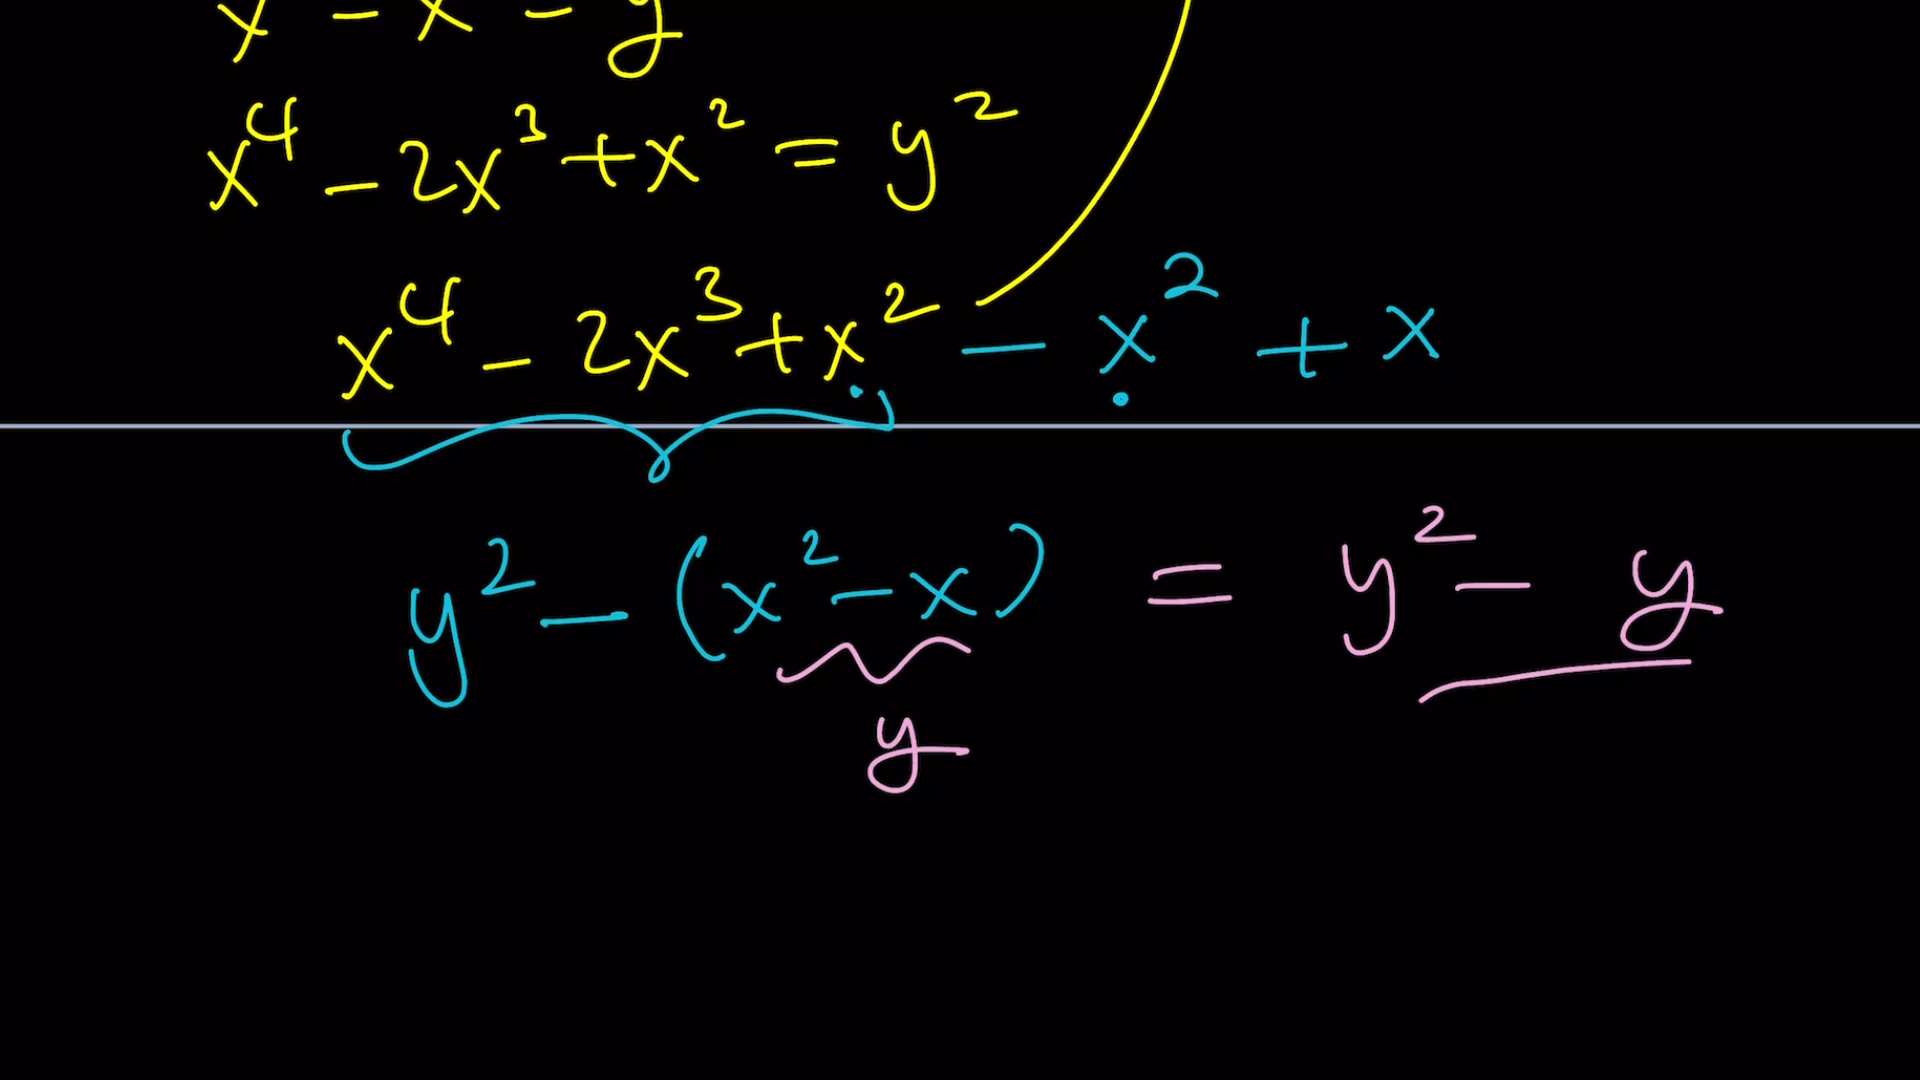 x⁴ - 2x³ + x² = y²
x⁴ - 2x³ + x² - x² + x
y² - (x² - x) = y² - y
y